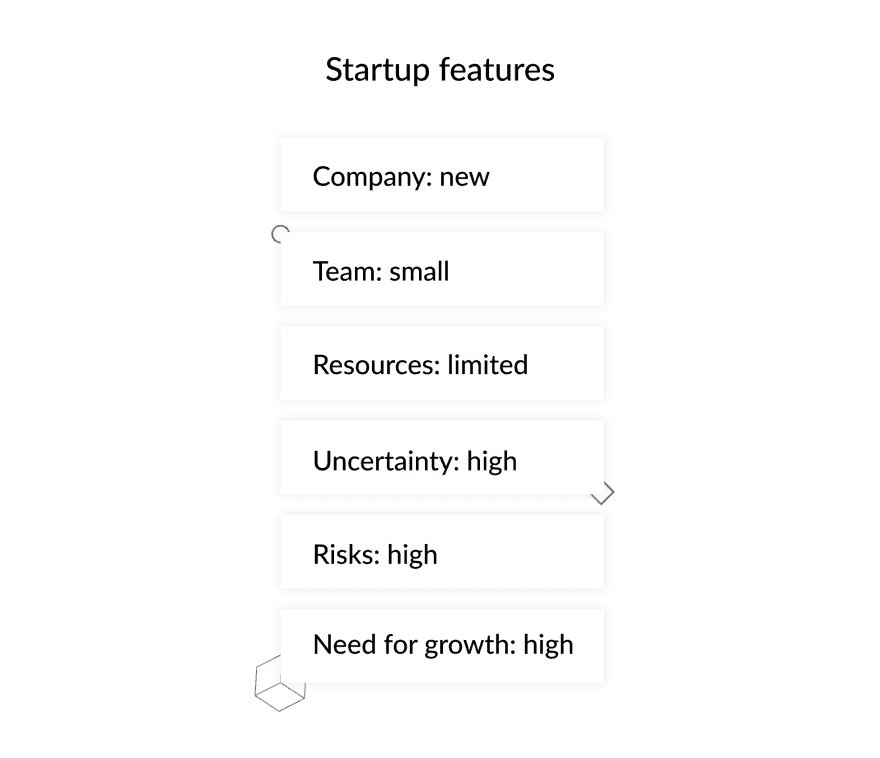 Startup features
Company: new
Team: small
Resources: limited
Uncertainty: high
Risks: high
Need for growth: high